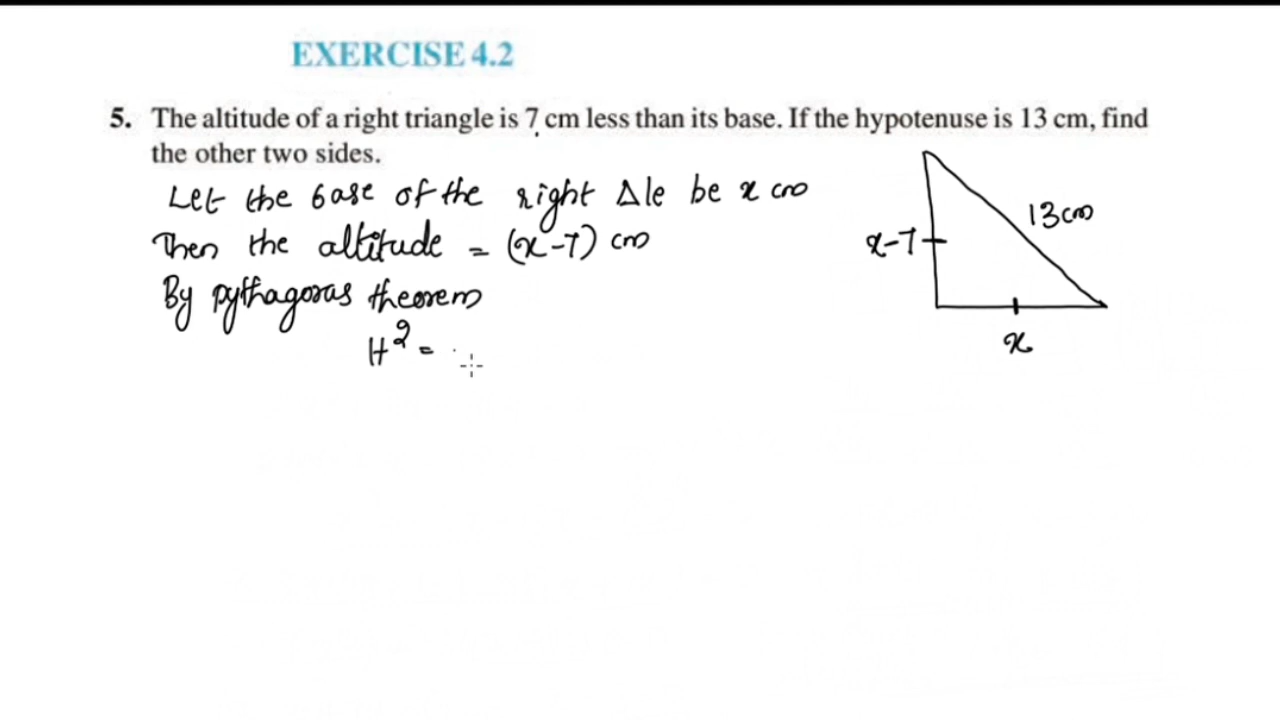 EXERCISE 4.2
5. The altitude of a right triangle is 7 cm less than its base. If the hypotenuse is 13 cm, find
the other two sides.
Let the base of the right Δle be x cm
Then the altitude = (x-7) cm
By pythagoras theorem
H² =
13cm
x-7
x